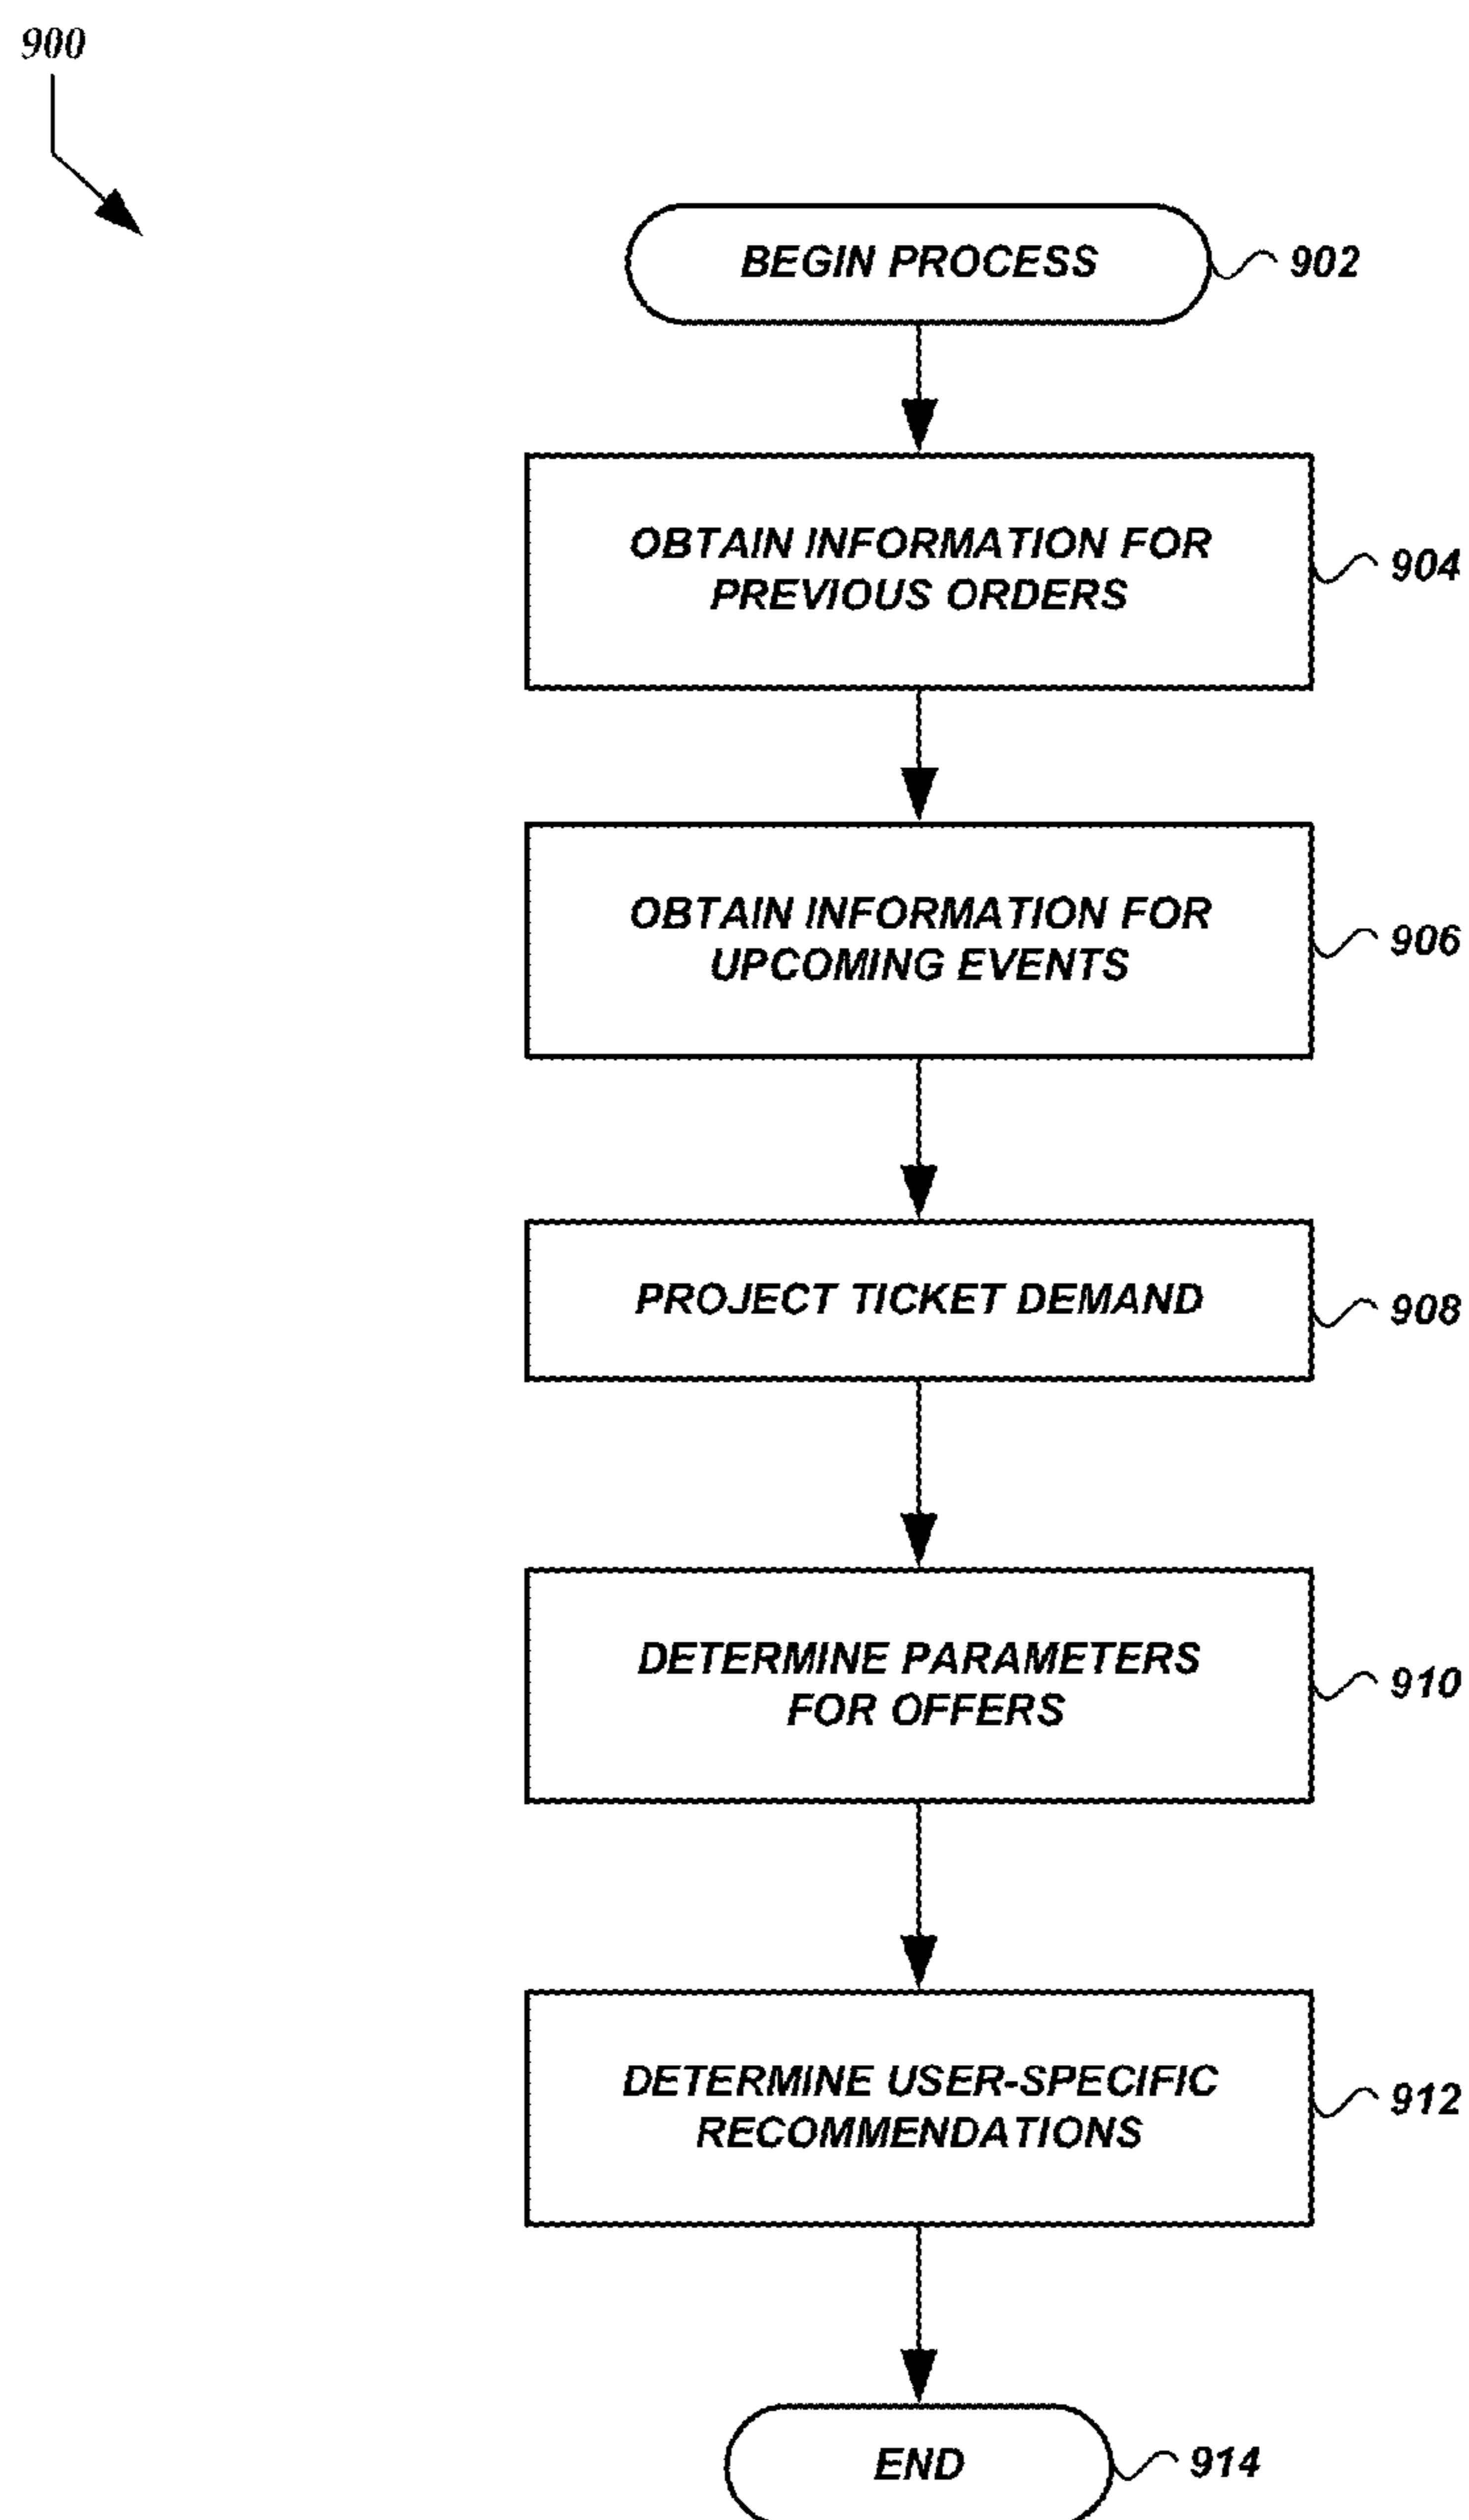 900
BEGIN PROCESS
902
OBTAIN INFORMATION FOR
PREVIOUS ORDERS
904
OBTAIN INFORMATION FOR
UPCOMING EVENTS
906
PROJECT TICKET DEMAND
908
DETERMINE PARAMETERS
FOR OFFERS
910
DETERMINE USER-SPECIFIC
RECOMMENDATIONS
912
END
914